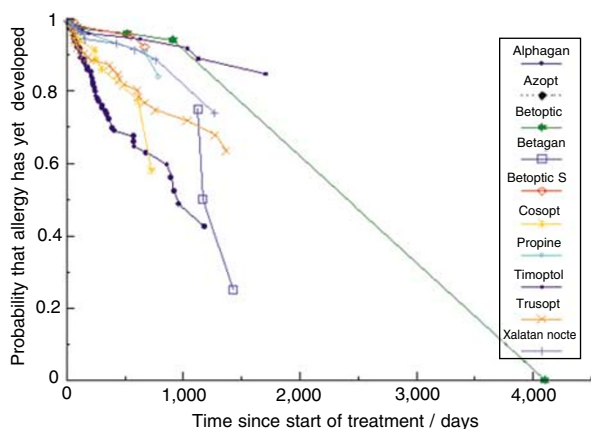 Probability that allergy has yet developed
1
0.8
0.6
0.4
0.2
0
0
1,000
2,000
3,000
4,000
Time since start of treatment / days
Alphagan
Azopt
Betoptic
Betagan
Betoptic S
Cosopt
Propine
Timoptol
Trusopt
Xalatan nocte